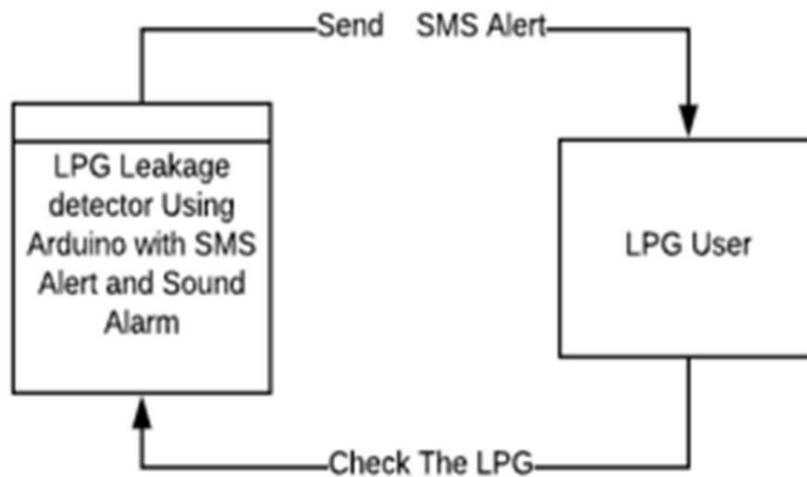 Send SMS Alert
LPG Leakage
detector Using
Arduino with SMS
Alert and Sound
Alarm
LPG User
Check The LPG